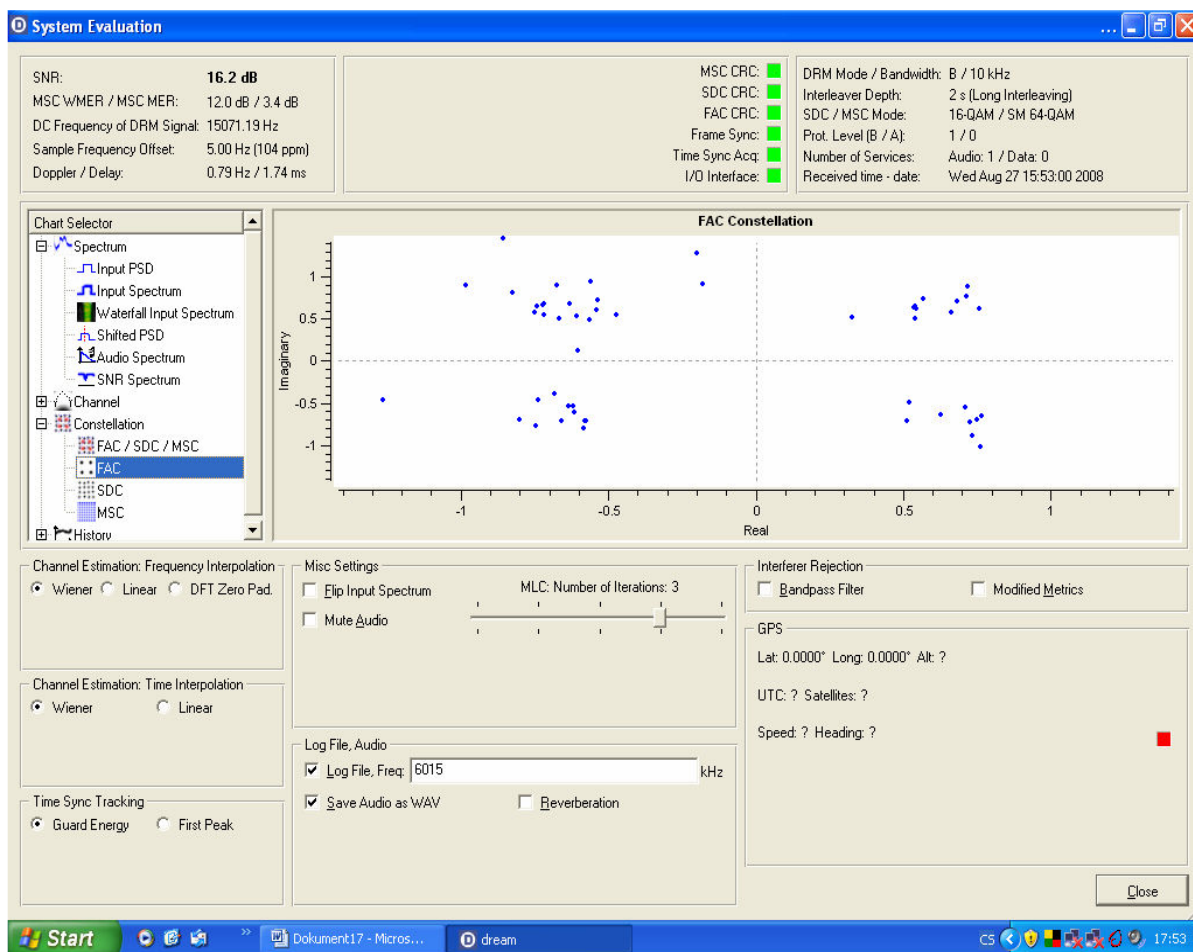 System Evaluation
SNR: 16.2 dB
MSC WMER / MSC MER: 12.0 dB / 3.4 dB
DC Frequency of DRM Signal: 15071.19 Hz
Sample Frequency Offset: 5.00 Hz (104 ppm)
Doppler / Delay: 0.79 Hz / 1.74 ms
MSC CRC:
SDC CRC:
FAC CRC:
Frame Sync:
Time Sync Acq:
I/O Interface:
DRM Mode / Bandwidth: B / 10 kHz
Interleaver Depth: 2 s (Long Interleaving)
SDC / MSC Mode: 16-QAM / SM 64-QAM
Prot. Level (B / A): 1 / 0
Number of Services: Audio: 1 / Data: 0
Received time - date: Wed Aug 27 15:53:00 2008
Chart Selector
Spectrum
Input PSD
Input Spectrum
Waterfall Input Spectrum
Shifted PSD
Audio Spectrum
SNR Spectrum
Channel
Constellation
FAC / SDC / MSC
FAC
SDC
MSC
History
FAC Constellation
Imaginary
1
0.5
0
-0.5
-1
-1 -0.5 0 0.5 1
Real
Channel Estimation: Frequency Interpolation
Wiener Linear DFT Zero Pad.
Channel Estimation: Time Interpolation
Wiener Linear
Time Sync Tracking
Guard Energy First Peak
Misc Settings
Flip Input Spectrum
Mute Audio
MLC: Number of Iterations: 3
Log File, Audio
Log File, Freq: 6015 kHz
Save Audio as WAV Reverberation
Interferer Rejection
Bandpass Filter Modified Metrics
GPS
Lat: 0.0000° Long: 0.0000° Alt: ?
UTC: ? Satellites: ?
Speed: ? Heading: ?
Close
Start
Dokument17 - Micros...
dream
CS
17:53